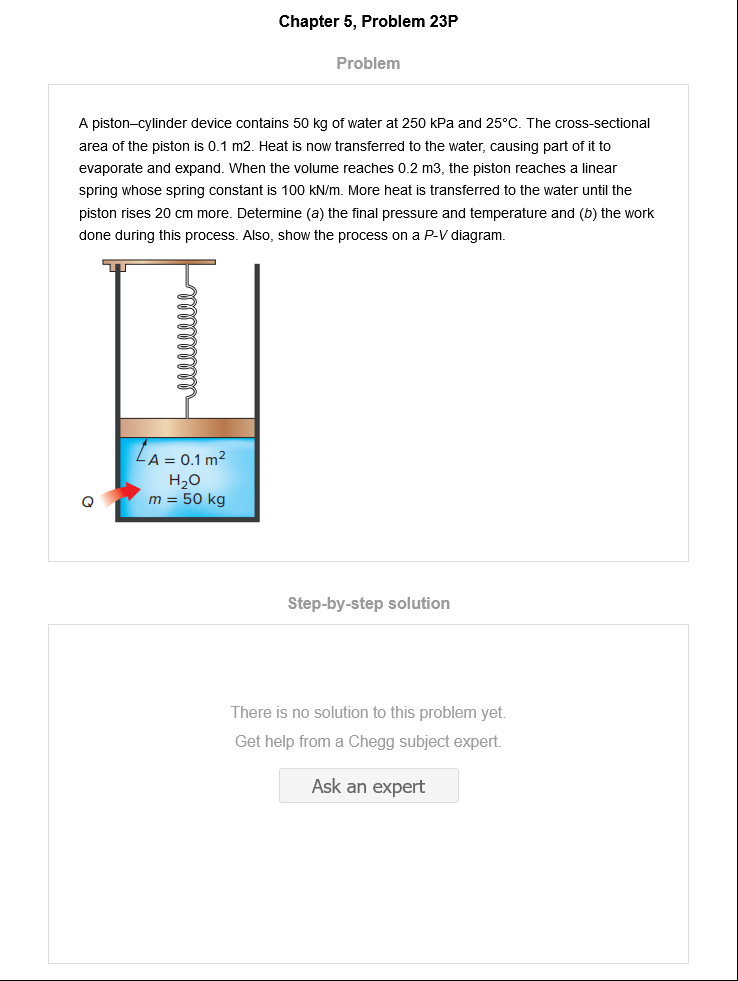 Chapter 5, Problem 23P
Problem
A piston–cylinder device contains 50 kg of water at 250 kPa and 25°C. The cross-sectional
area of the piston is 0.1 m2. Heat is now transferred to the water, causing part of it to
evaporate and expand. When the volume reaches 0.2 m3, the piston reaches a linear
spring whose spring constant is 100 kN/m. More heat is transferred to the water until the
piston rises 20 cm more. Determine (a) the final pressure and temperature and (b) the work
done during this process. Also, show the process on a P-V diagram.
A = 0.1 m²
H₂O
m = 50 kg
Q
Step-by-step solution
There is no solution to this problem yet.
Get help from a Chegg subject expert.
Ask an expert